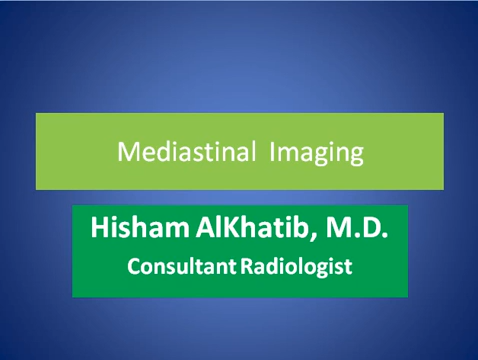 Mediastinal Imaging
Hisham AlKhatib, M.D.
Consultant Radiologist